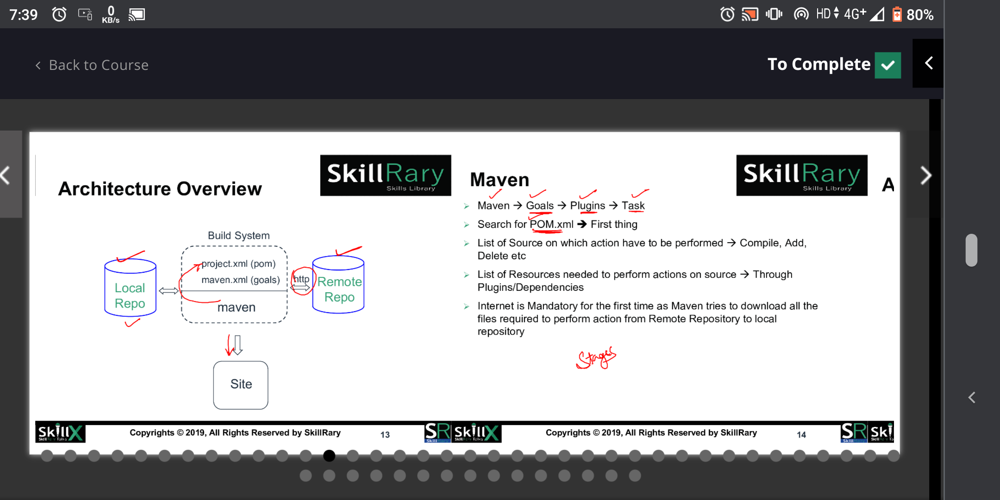 7:39
0
KB/s
HD 4G+ 80%
Back to Course
To Complete
SkillRary
Skills Library
Architecture Overview
Build System
project.xml (pom)
maven.xml (goals)
maven
Local
Repo
http
Remote
Repo
Site
SkillX
SkillRary Talks
Copyrights © 2019, All Rights Reserved by SkillRary
13
SR
SkillRary
SkillRary
Skills Library
Maven
Maven → Goals → Plugins → Task
Search for POM.xml → First thing
List of Source on which action have to be performed → Compile, Add,
Delete etc
List of Resources needed to perform actions on source → Through
Plugins/Dependencies
Internet is Mandatory for the first time as Maven tries to download all the
files required to perform action from Remote Repository to local
repository
Stages
SkillX
SkillRary Talks
Copyrights © 2019, All Rights Reserved by SkillRary
14
SR
SkillRary
A
Ski